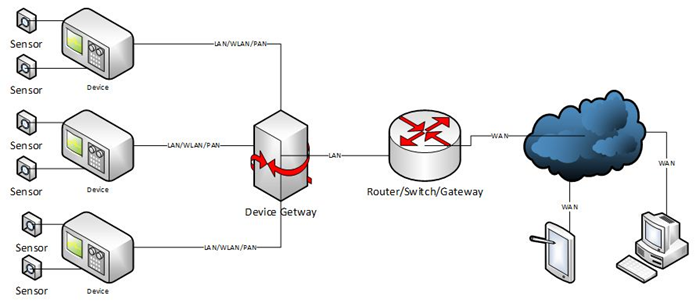 Sensor
Sensor
Device
LAN/WLAN/PAN
Sensor
Sensor
Device
LAN/WLAN/PAN
Device Getway
LAN
Router/Switch/Gateway
WAN
WAN
WAN
Sensor
Sensor
Device
LAN/WLAN/PAN